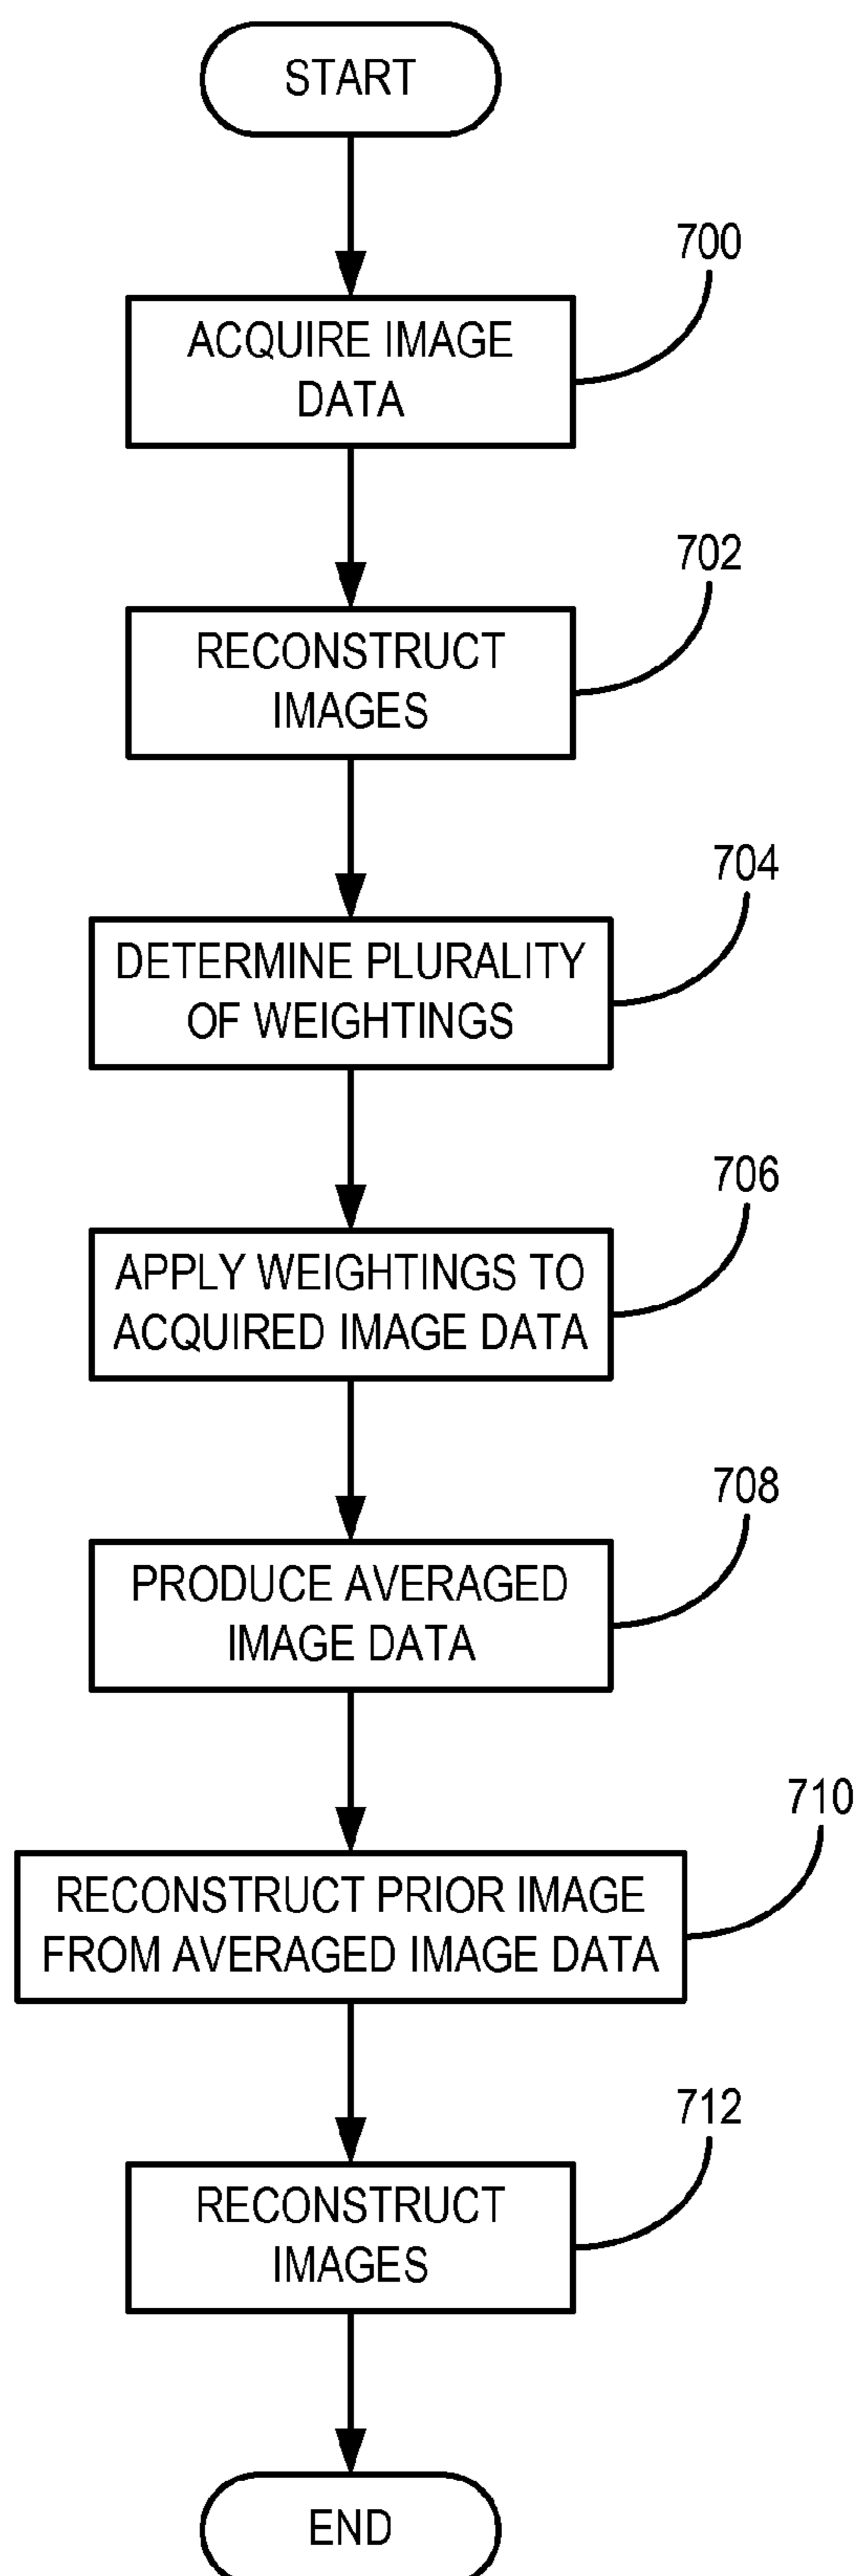 START
700
ACQUIRE IMAGE
DATA
702
RECONSTRUCT
IMAGES
704
DETERMINE PLURALITY
OF WEIGHTINGS
706
APPLY WEIGHTINGS TO
ACQUIRED IMAGE DATA
708
PRODUCE AVERAGED
IMAGE DATA
710
RECONSTRUCT PRIOR IMAGE
FROM AVERAGED IMAGE DATA
712
RECONSTRUCT
IMAGES
END